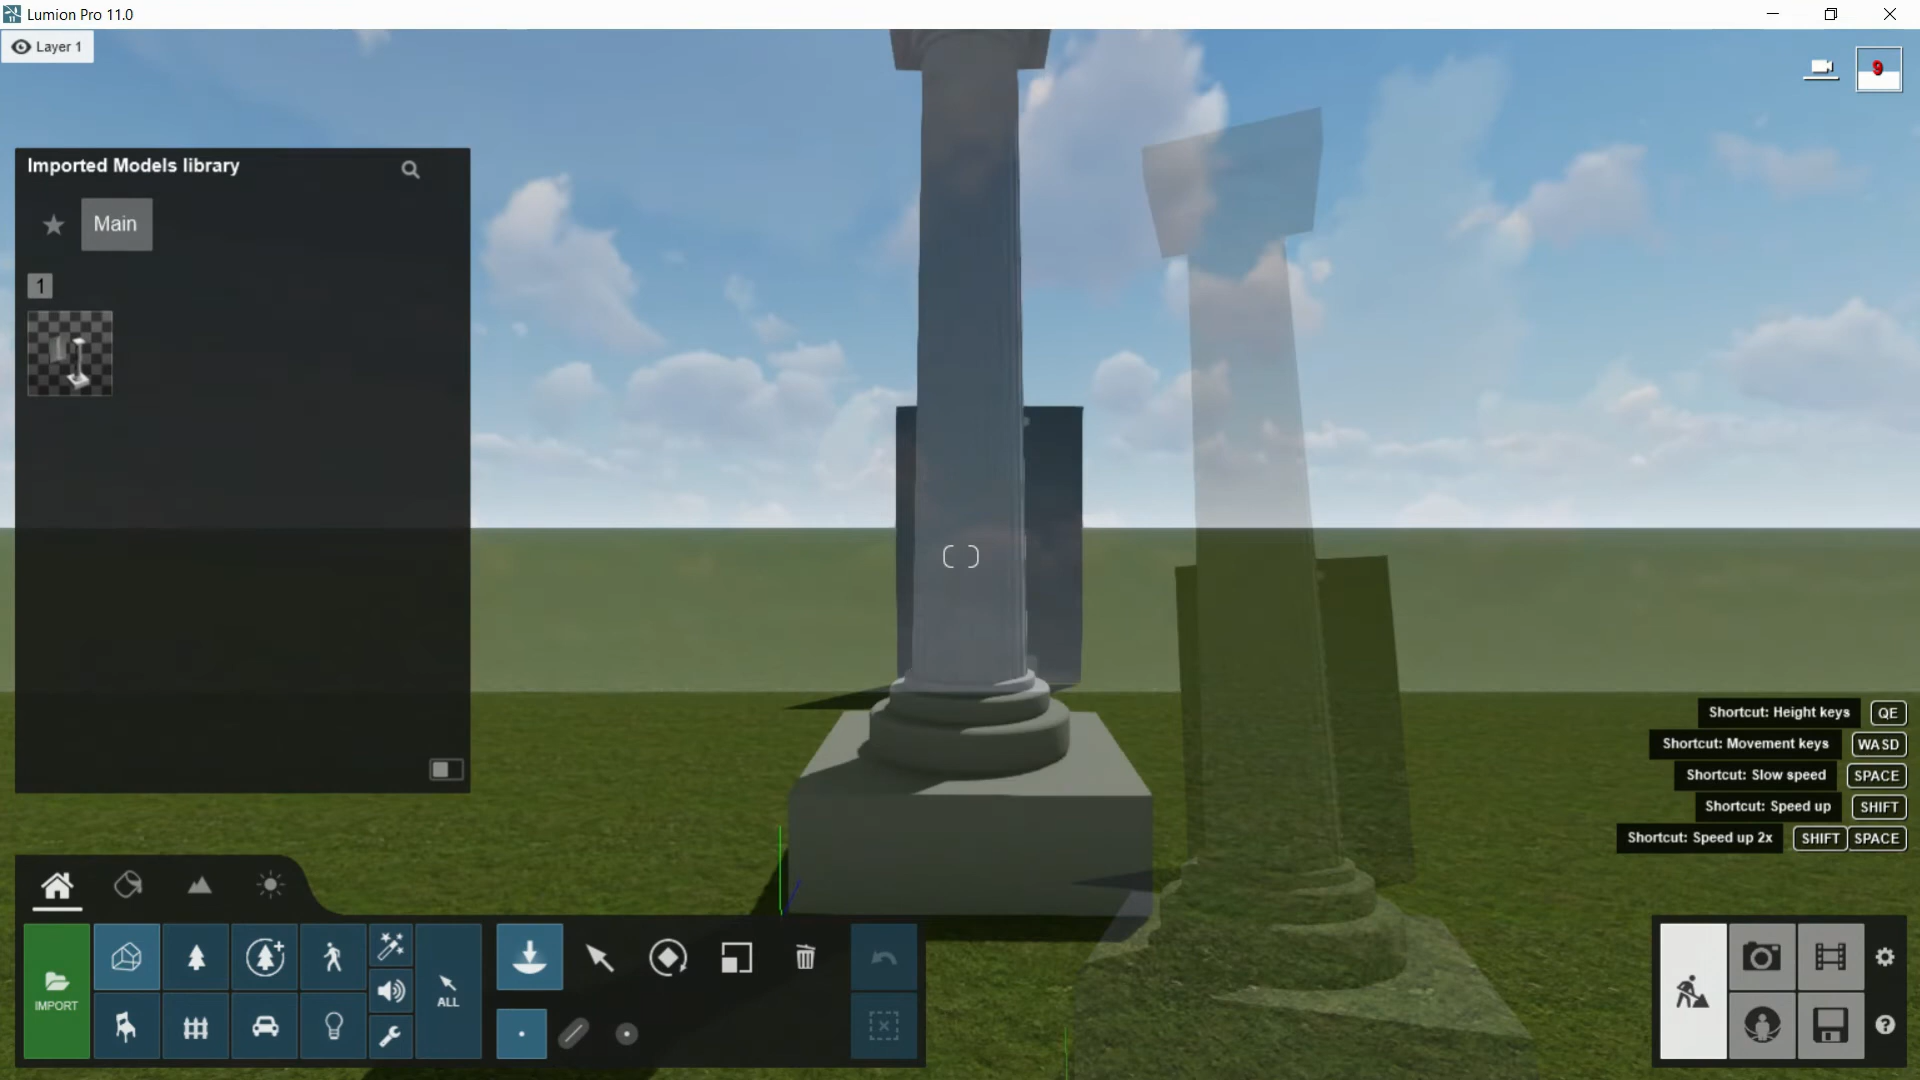 Lumion Pro 11.0
Layer 1
9
Imported Models library
Main
1
Shortcut: Height keys QE
Shortcut: Movement keys WASD
Shortcut: Slow speed SPACE
Shortcut: Speed up SHIFT
Shortcut: Speed up 2x SHIFT SPACE
IMPORT
ALL